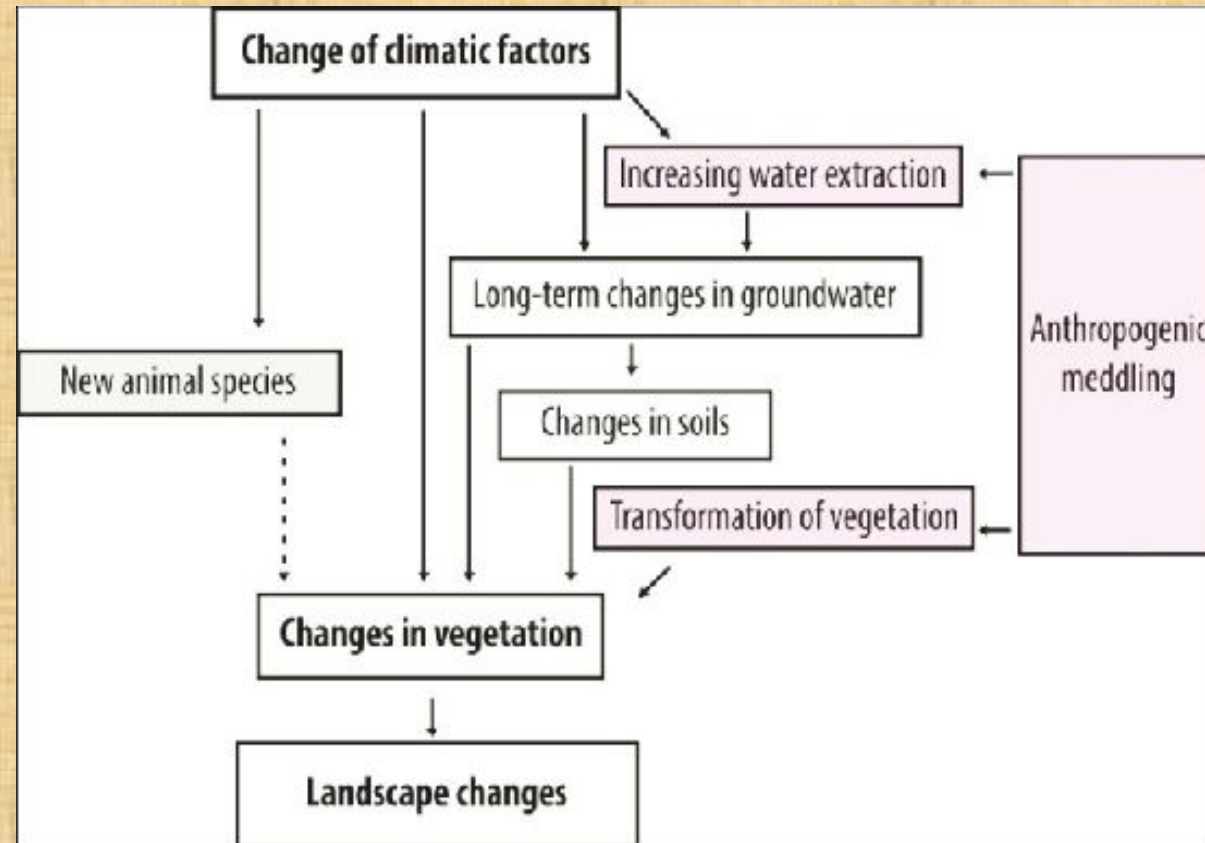 Change of climatic factors
Increasing water extraction
Long-term changes in groundwater
Anthropogenic
meddling
New animal species
Changes in soils
Transformation of vegetation
Changes in vegetation
Landscape changes